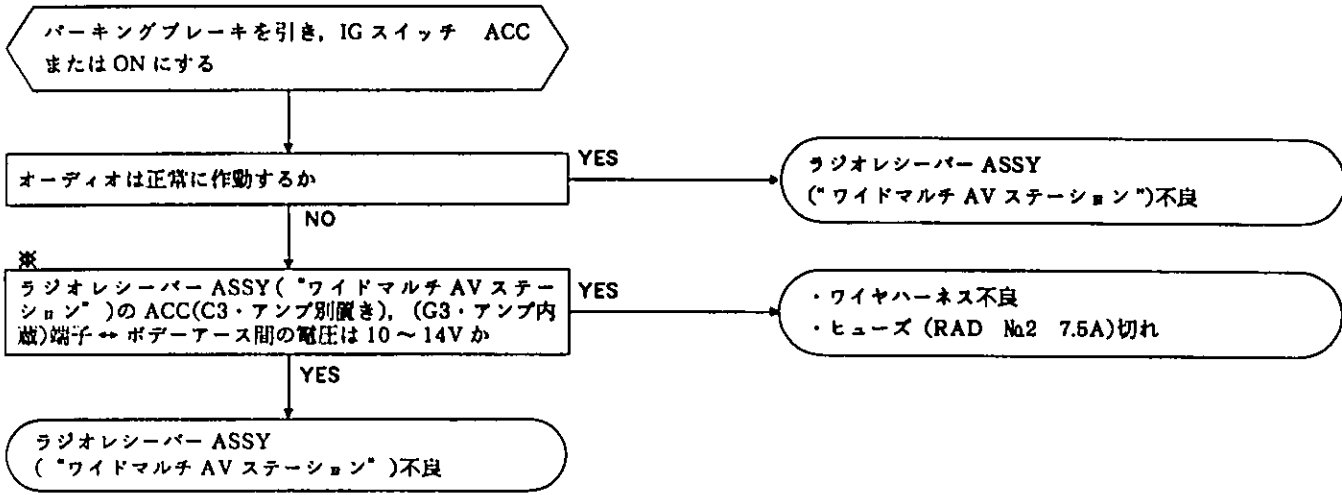 パーキングブレーキを引き，IG スイッチ　ACC
または ON にする
オーディオは正常に作動するか
YES
ラジオレシーバー ASSY
("ワイドマルチ AV ステーション")不良
NO
※
ラジオレシーバー ASSY( "ワイドマルチ AV ステー
ション" )の ACC(C3・アンプ別置き)，(G3・アンプ内
蔵)端子 ↔ ボデーアース間の電圧は 10 ～ 14V か
YES
・ワイヤハーネス不良
・ヒューズ (RAD　№2　7.5A)切れ
YES
ラジオレシーバー ASSY
( "ワイドマルチ AV ステーション" )不良